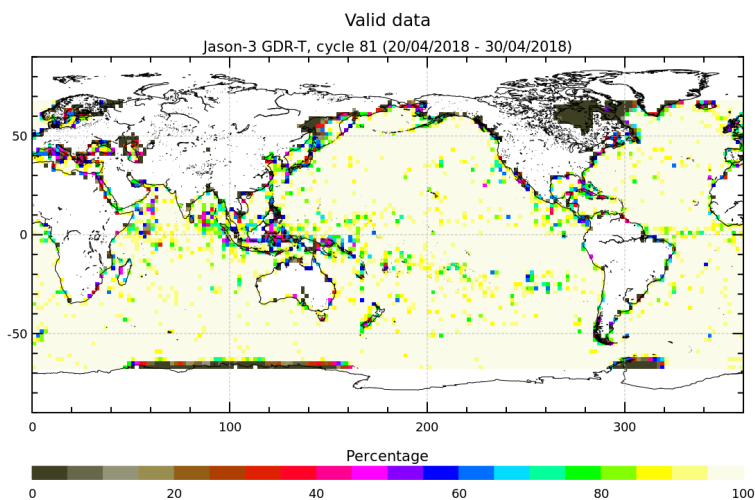 Valid data
Jason-3 GDR-T, cycle 81 (20/04/2018 - 30/04/2018)
50
0
-50
0 100 200 300
Percentage
0 20 40 60 80 100